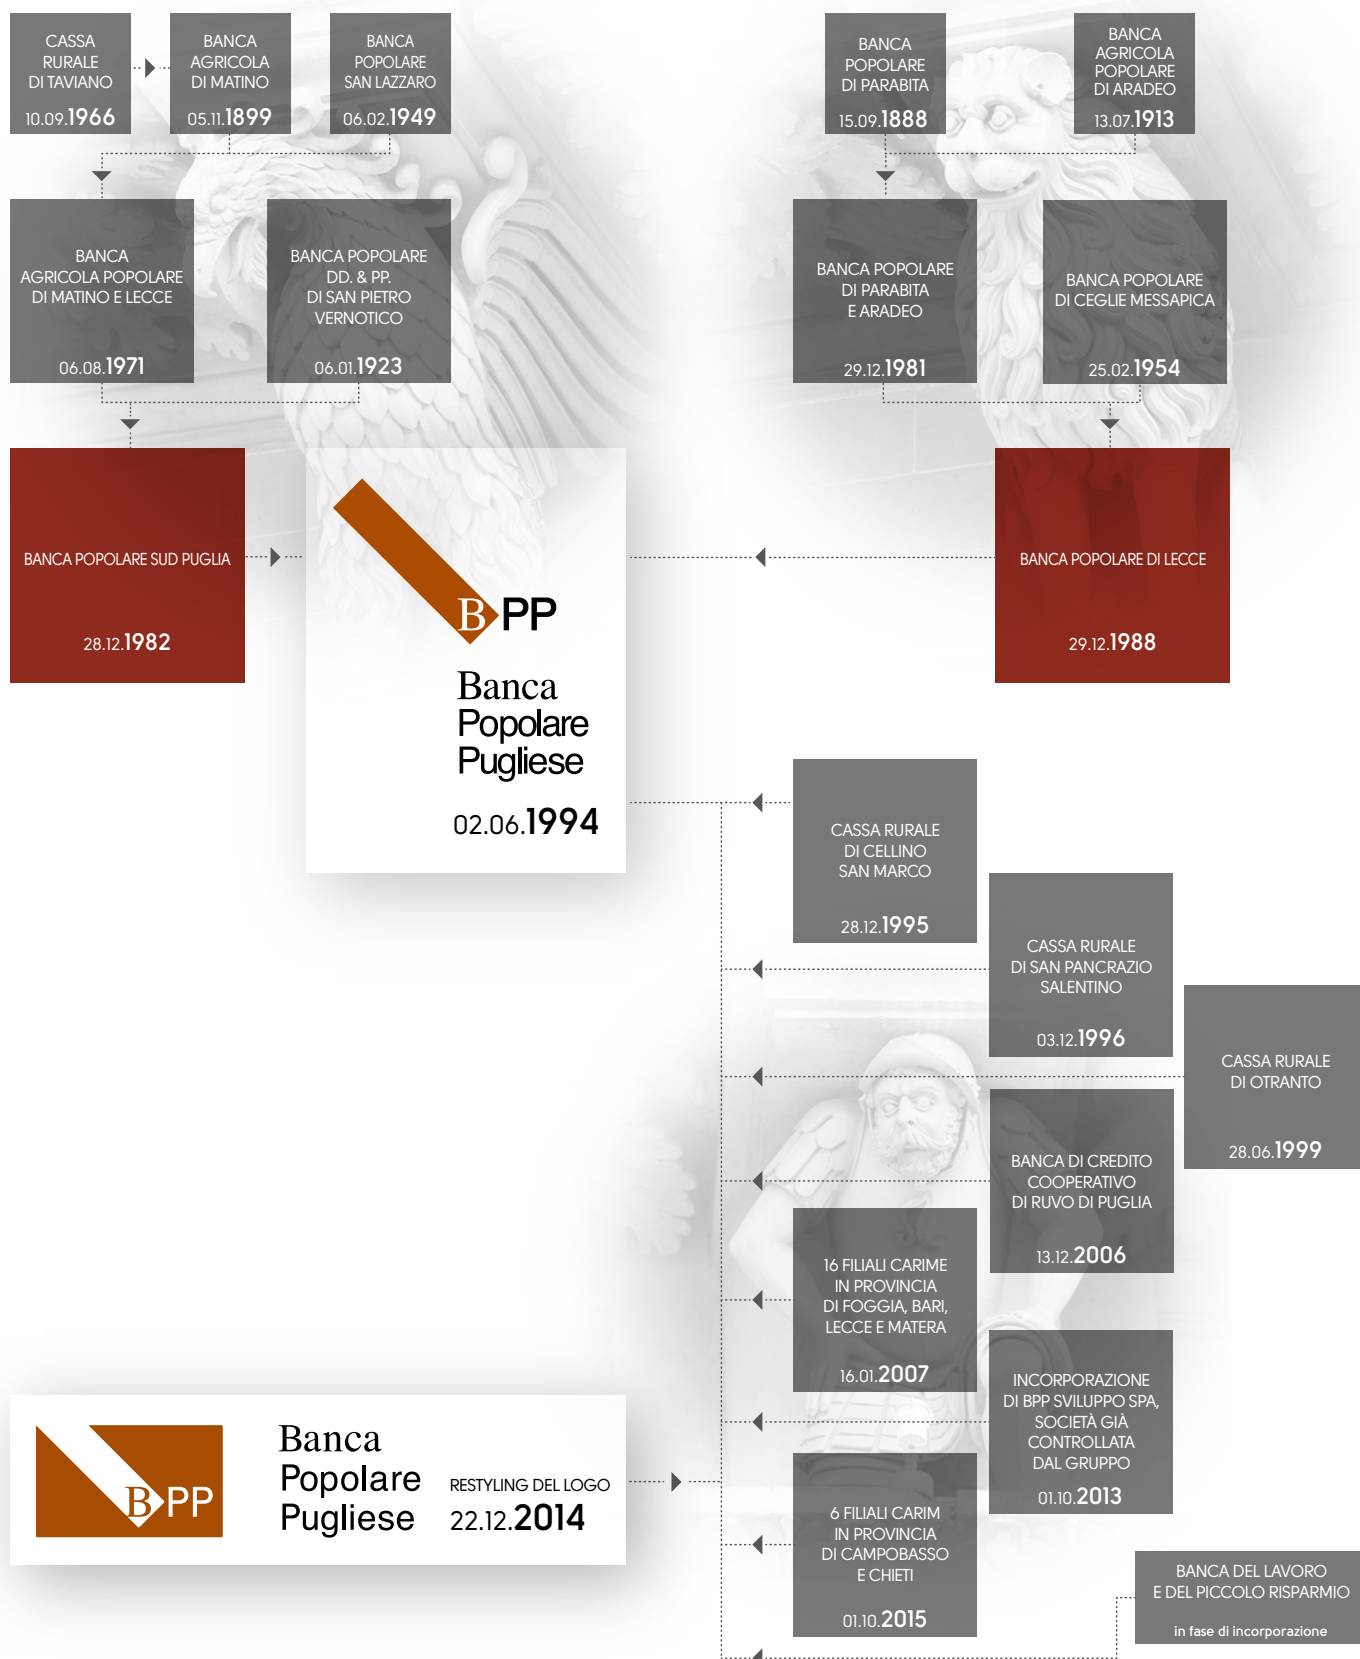 CASSA
RURALE
DI TAVIANO
10.09.1966
BANCA
AGRICOLA
DI MATINO
05.11.1899
BANCA
POPOLARE
SAN LAZZARO
06.02.1949
BANCA
POPOLARE
DI PARABITA
15.09.1888
BANCA
AGRICOLA
POPOLARE
DI ARADEO
13.07.1913
BANCA
AGRICOLA POPOLARE
DI MATINO E LECCE
06.08.1971
BANCA POPOLARE
DD. & PP.
DI SAN PIETRO
VERNOTICO
06.01.1923
BANCA POPOLARE
DI PARABITA
E ARADEO
29.12.1981
BANCA POPOLARE
DI CEGLIE MESSAPICA
25.02.1954
BANCA POPOLARE SUD PUGLIA
28.12.1982
BPP
Banca
Popolare
Pugliese
02.06.1994
BANCA POPOLARE DI LECCE
29.12.1988
CASSA RURALE
DI CELLINO
SAN MARCO
28.12.1995
CASSA RURALE
DI SAN PANCRAZIO
SALENTINO
03.12.1996
CASSA RURALE
DI OTRANTO
28.06.1999
BANCA DI CREDITO
COOPERATIVO
DI RUVO DI PUGLIA
13.12.2006
16 FILIALI CARIME
IN PROVINCIA
DI FOGGIA, BARI,
LECCE E MATERA
16.01.2007
INCORPORAZIONE
DI BPP SVILUPPO SPA,
SOCIETÀ GIÀ
CONTROLLATA
DAL GRUPPO
01.10.2013
BPP
Banca
Popolare
Pugliese
RESTYLING DEL LOGO
22.12.2014
6 FILIALI CARIM
IN PROVINCIA
DI CAMPOBASSO
E CHIETI
01.10.2015
BANCA DEL LAVORO
E DEL PICCOLO RISPARMIO
in fase di incorporazione